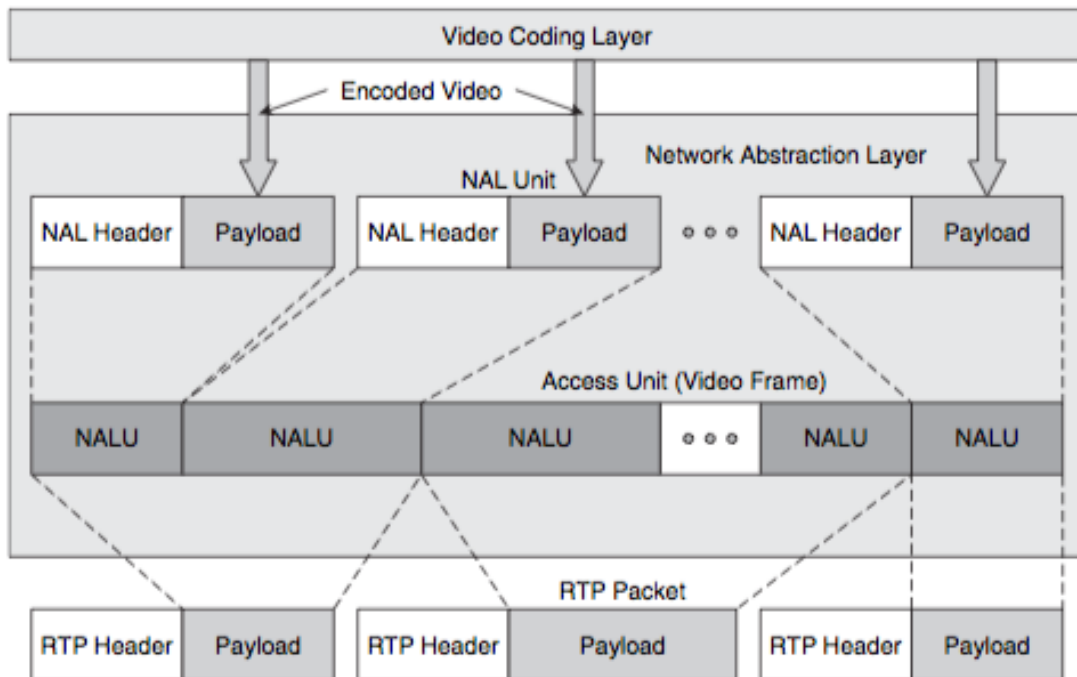 Video Coding Layer
Encoded Video
Network Abstraction Layer
NAL Unit
NAL Header Payload NAL Header Payload NAL Header Payload
Access Unit (Video Frame)
NALU NALU NALU NALU NALU
RTP Packet
RTP Header Payload RTP Header Payload RTP Header Payload